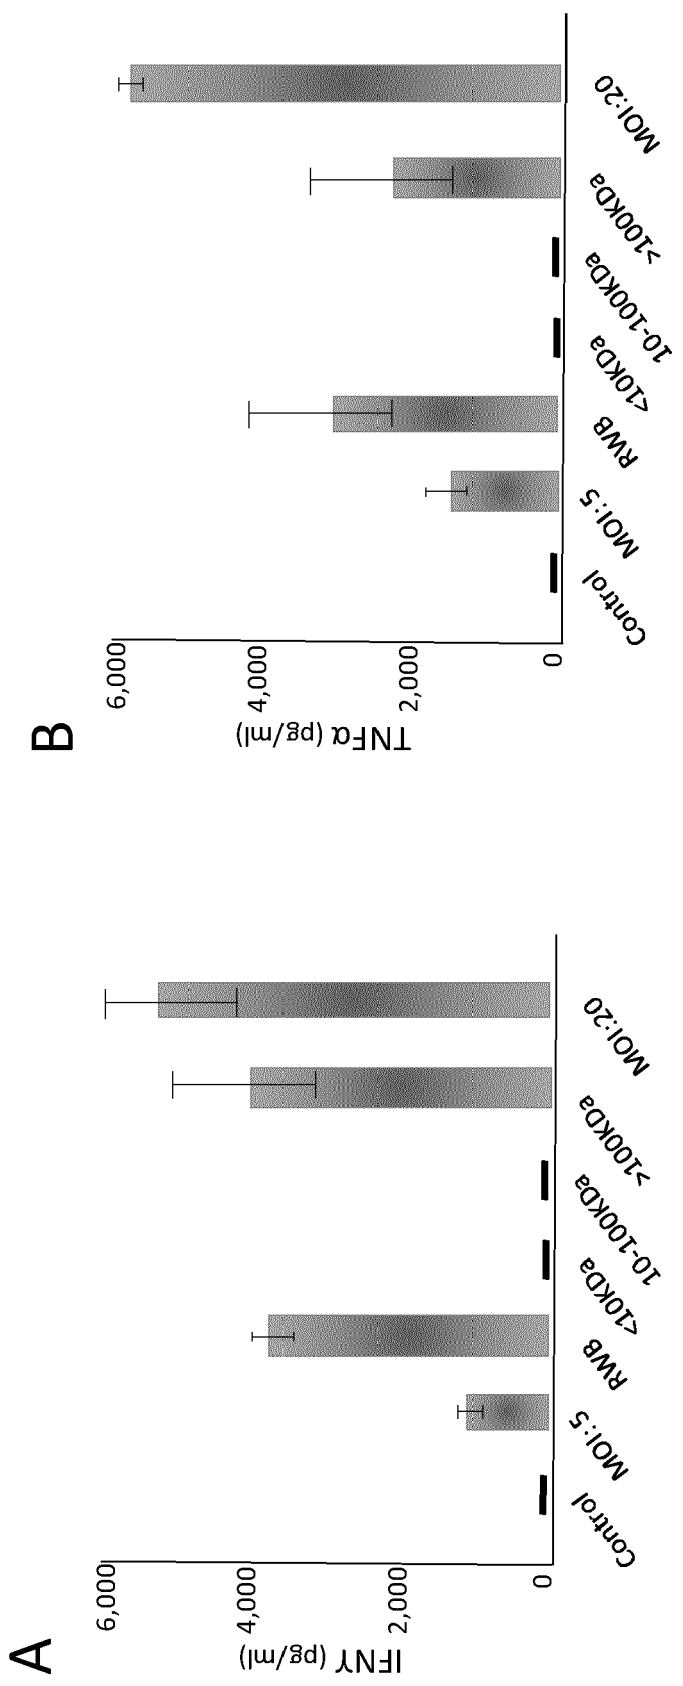 A
IFNγ (pg/ml)
6,000
4,000
2,000
0
Control
MOI:5
RWB
<10KDa
10-100KDa
>100KDa
MOI:20
B
TNFα (pg/ml)
6,000
4,000
2,000
0
Control
MOI:5
RWB
<10KDa
10-100KDa
>100KDa
MOI:20